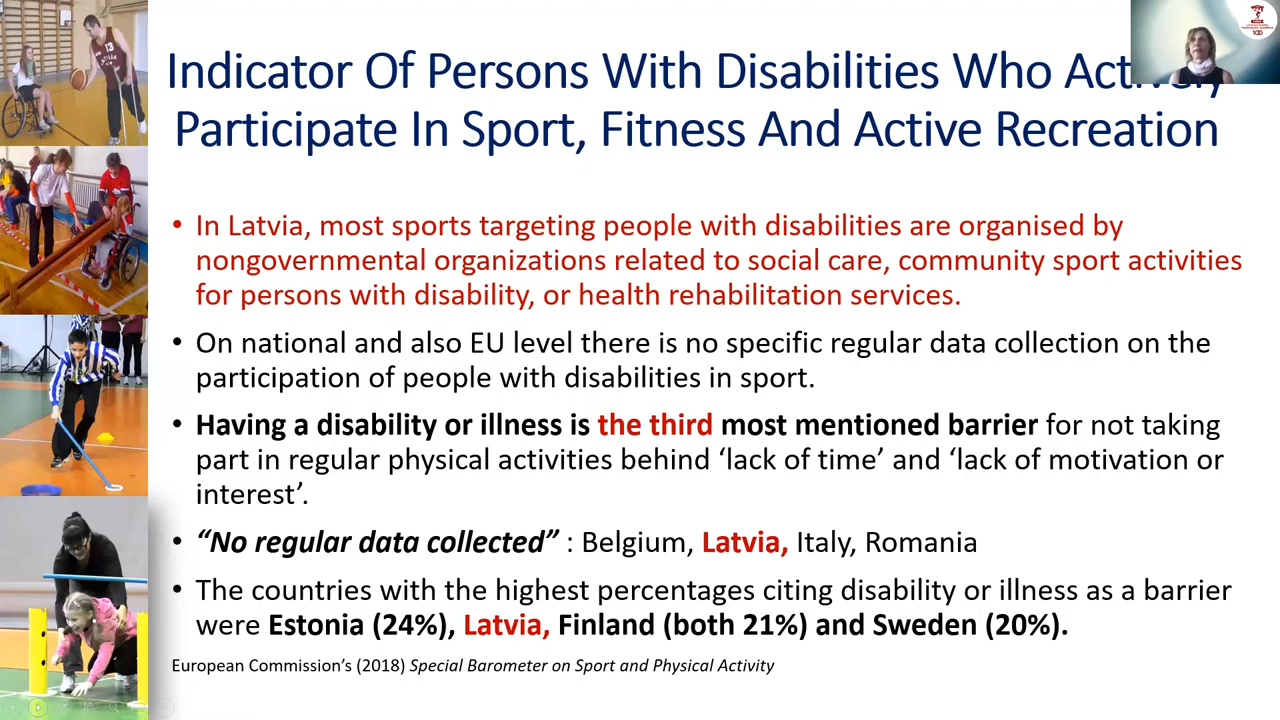 Indicator Of Persons With Disabilities Who Actively
Participate In Sport, Fitness And Active Recreation
• In Latvia, most sports targeting people with disabilities are organised by
nongovernmental organizations related to social care, community sport activities
for persons with disability, or health rehabilitation services.
• On national and also EU level there is no specific regular data collection on the
participation of people with disabilities in sport.
• Having a disability or illness is the third most mentioned barrier for not taking
part in regular physical activities behind ‘lack of time’ and ‘lack of motivation or
interest’.
• “No regular data collected” : Belgium, Latvia, Italy, Romania
• The countries with the highest percentages citing disability or illness as a barrier
were Estonia (24%), Latvia, Finland (both 21%) and Sweden (20%).
European Commission’s (2018) Special Barometer on Sport and Physical Activity
13
100